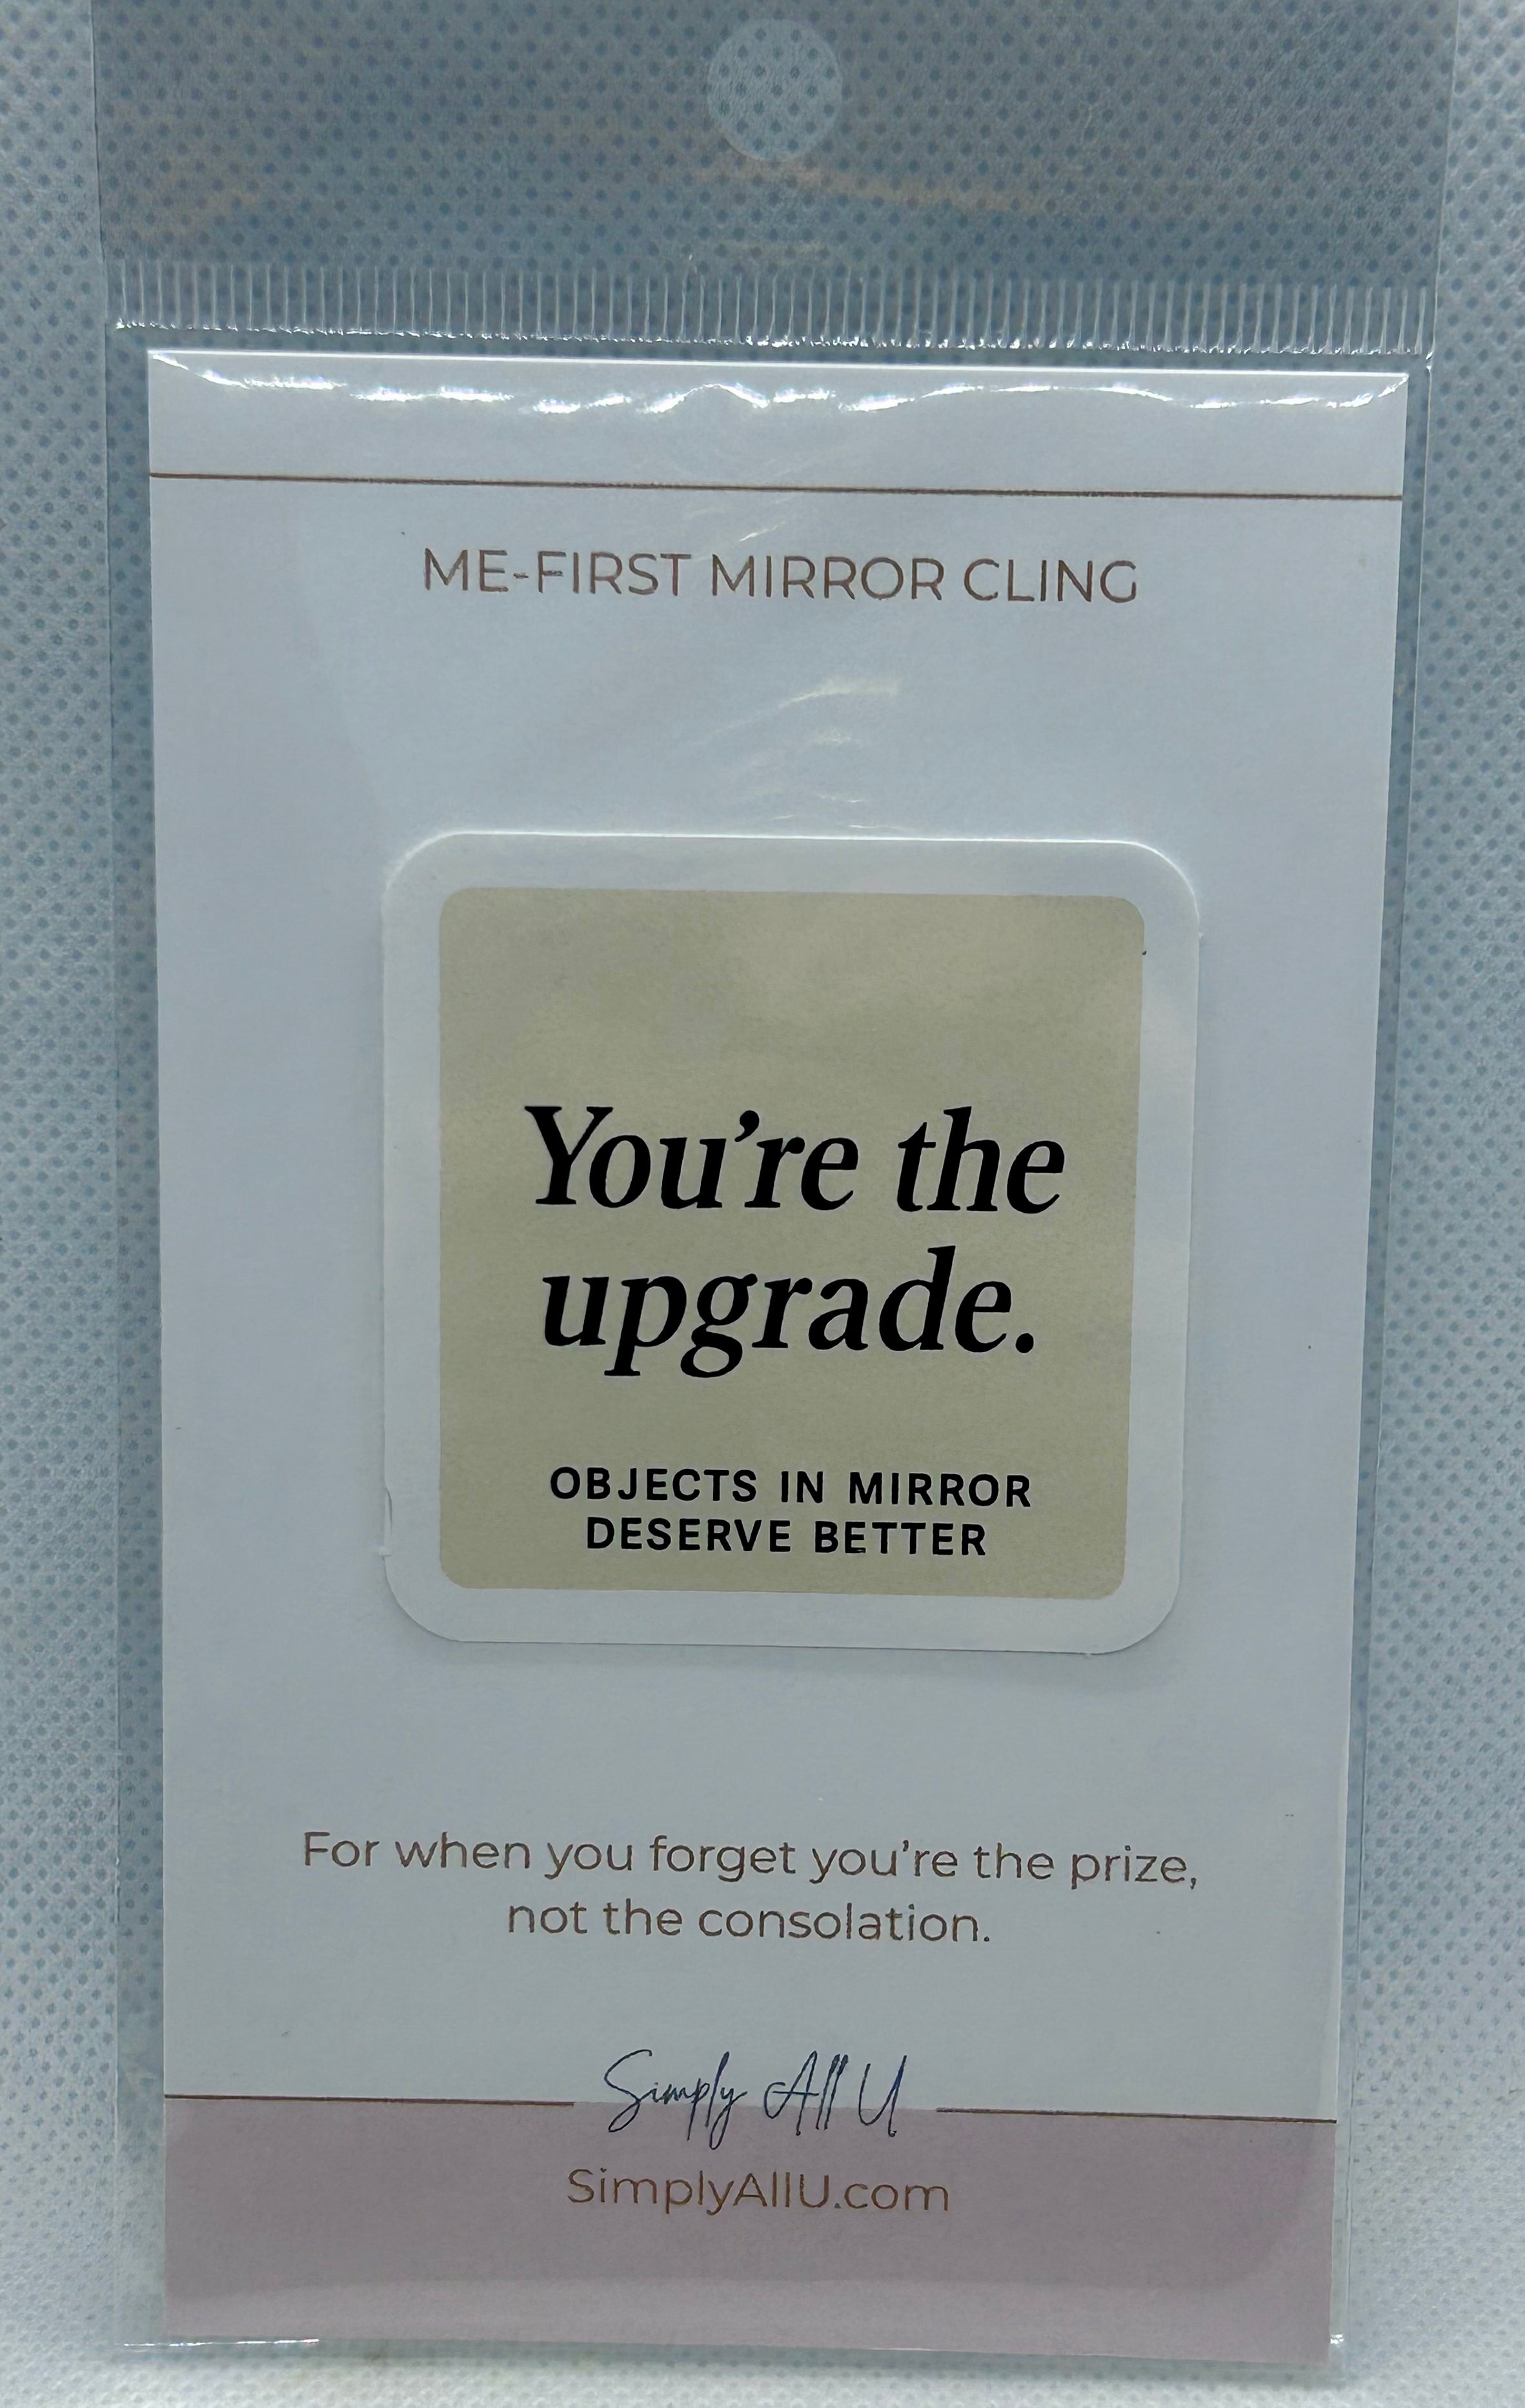 ME-FIRST MIRROR CLING
You're the
upgrade.
OBJECTS IN MIRROR
DESERVE BETTER
For when you forget you're the prize,
not the consolation.
Simply All U
SimplyAllU.com